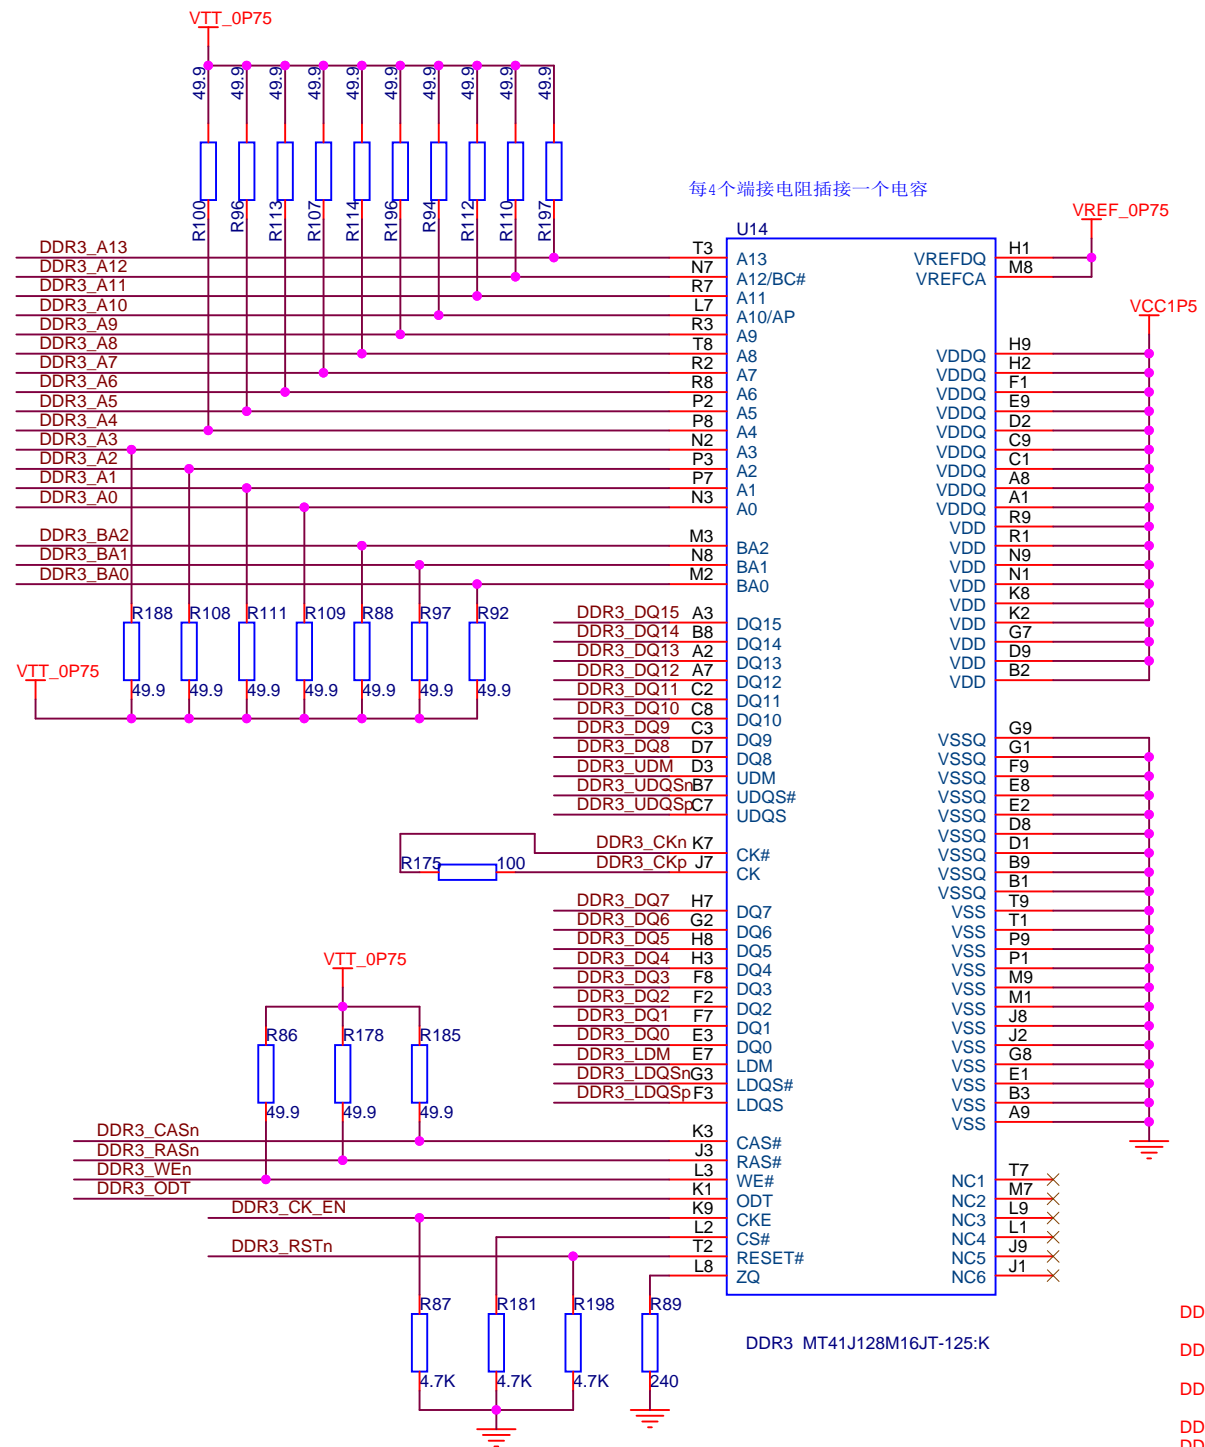 VTT_0P75
49.9 49.9 49.9 49.9 49.9 49.9 49.9 49.9 49.9 49.9
R100 R96 R113 R107 R114 R196 R94 R112 R110 R197
每4个端接电阻插接一个电容
VREF_0P75
U14
DDR3_A13 T3 A13 VREFDQ H1
DDR3_A12 N7 A12/BC# VREFCA M8
DDR3_A11 R7 A11
VCC1P5
DDR3_A10 L7 A10/AP
DDR3_A9 R3 A9
DDR3_A8 T8 A8 VDDQ H9
DDR3_A7 R2 A7 VDDQ H2
DDR3_A6 R8 A6 VDDQ F1
DDR3_A5 P2 A5 VDDQ E9
DDR3_A4 P8 A4 VDDQ D2
DDR3_A3 N2 A3 VDDQ C9
DDR3_A2 P3 A2 VDDQ C1
DDR3_A1 P7 A1 VDDQ A8
DDR3_A0 N3 A0 VDDQ A1
VDD R9
DDR3_BA2 M3 BA2 VDD R1
DDR3_BA1 N8 BA1 VDD N9
DDR3_BA0 M2 BA0 VDD N1
VDD K8
R188 R108 R111 R109 R88 R97 R92
DDR3_DQ15 A3 DQ15 VDD K2
DDR3_DQ14 B8 DQ14 VDD G7
DDR3_DQ13 A2 DQ13 VDD D9
VTT_0P75
DDR3_DQ12 A7 DQ12 VDD B2
49.9 49.9 49.9 49.9 49.9 49.9 49.9
DDR3_DQ11 C2 DQ11
DDR3_DQ10 C8 DQ10
DDR3_DQ9 C3 DQ9 VSSQ G9
DDR3_DQ8 D7 DQ8 VSSQ G1
DDR3_UDM D3 UDM VSSQ F9
DDR3_UDQSn B7 UDQS# VSSQ E8
DDR3_UDQSp C7 UDQS VSSQ E2
VSSQ D8
DDR3_CKn K7 CK# VSSQ D1
R175 100 DDR3_CKp J7 CK VSSQ B9
VSSQ B1
DDR3_DQ7 H7 DQ7 VSS T9
DDR3_DQ6 G2 DQ6 VSS T1
DDR3_DQ5 H8 DQ5 VSS P9
DDR3_DQ4 H3 DQ4 VSS P1
VTT_0P75
DDR3_DQ3 F8 DQ3 VSS M9
DDR3_DQ2 F2 DQ2 VSS M1
DDR3_DQ1 F7 DQ1 VSS J8
DDR3_DQ0 E3 DQ0 VSS J2
R86 R178 R185
DDR3_LDM E7 LDM VSS G8
DDR3_LDQSn G3 LDQS# VSS E1
DDR3_LDQSp F3 LDQS VSS B3
49.9 49.9 49.9
VSS A9
DDR3_CASn K3 CAS#
DDR3_RASn J3 RAS#
DDR3_WEn L3 WE# NC1 T7
DDR3_ODT K1 ODT NC2 M7
DDR3_CK_EN K9 CKE NC3 L9
L2 CS# NC4 L1
DDR3_RSTn T2 RESET# NC5 J9
L8 ZQ NC6 J1
R87 R181 R198 R89
DD
DDR3 MT41J128M16JT-125:K
DD
4.7K 4.7K 4.7K 240
DD
DD
DD